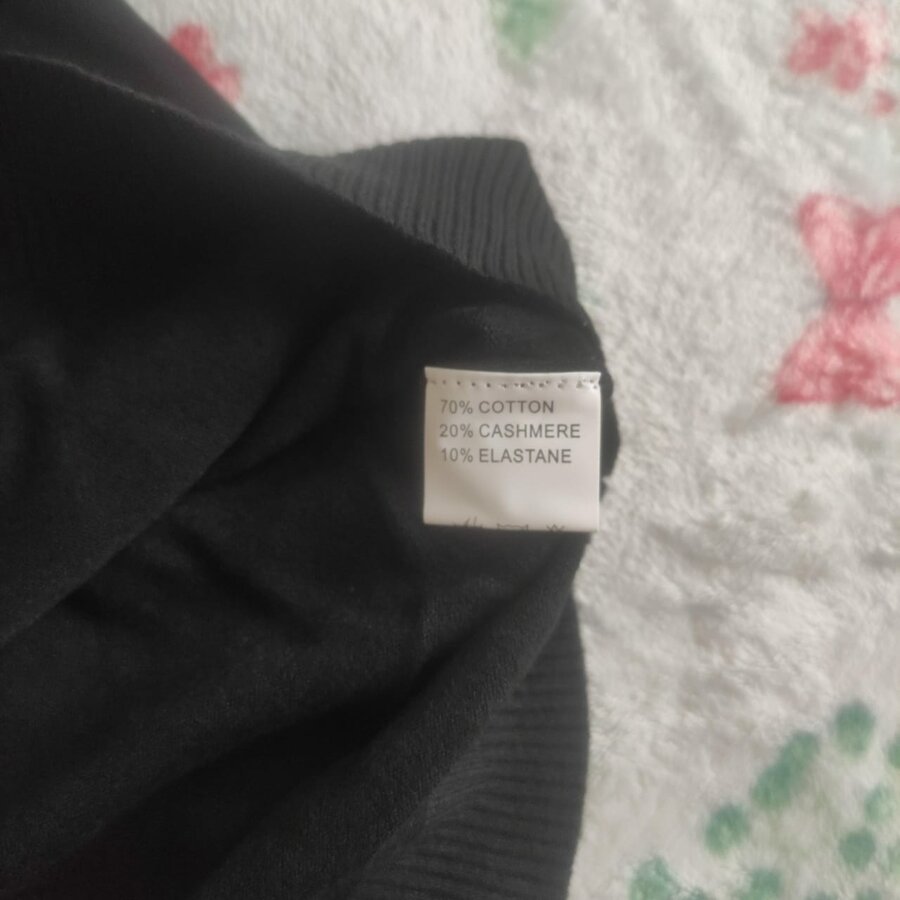 70% COTTON
20% CASHMERE
10% ELASTANE